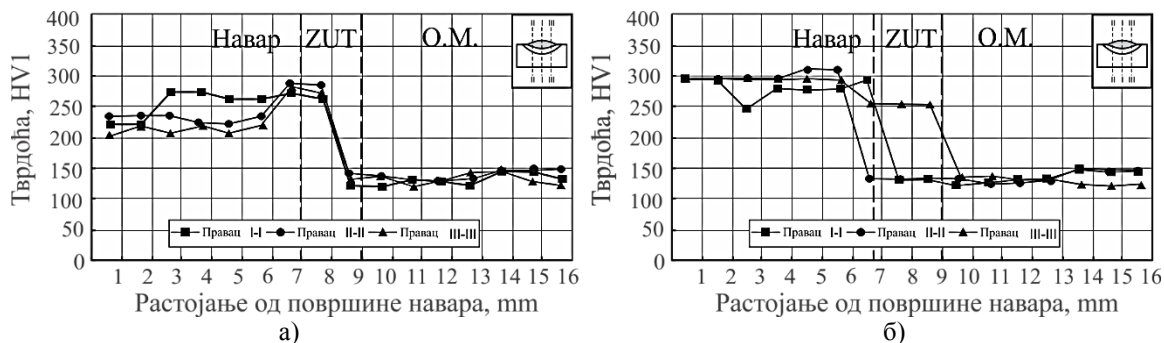 400
350
300
250
200
150
100
50
0
Тврдоћа, HV1
Навар ZUT О.М.
II III
II III
Правац I-I Правац II-II Правац III-III
1 2 3 4 5 6 7 8 9 10 11 12 13 14 15 16
Растојање од површине навара, mm
а)
400
350
300
250
200
150
100
50
0
Тврдоћа, HV1
Навар ZUT О.М.
II III
II III
Правац I-I Правац II-II Правац III-III
1 2 3 4 5 6 7 8 9 10 11 12 13 14 15 16
Растојање од површине навара, mm
б)